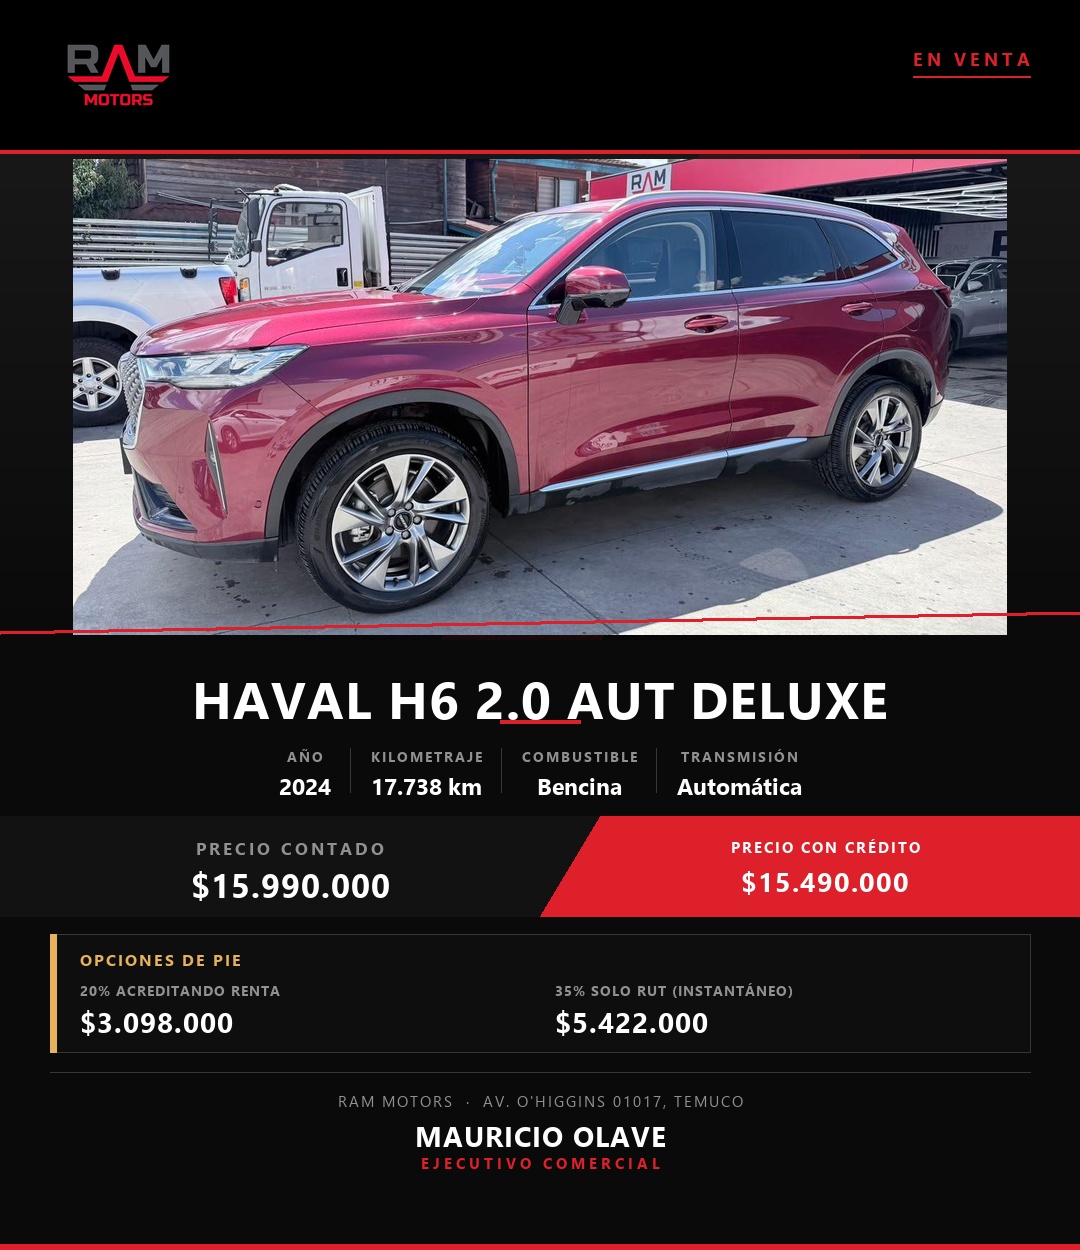 RAM
MOTORS
EN VENTA
RAM
HAVAL H6 2.0 AUT DELUXE
AÑO
KILOMETRAJE
COMBUSTIBLE
TRANSMISIÓN
2024
17.738 km
Bencina
Automática
PRECIO CONTADO
PRECIO CON CRÉDITO
$15.990.000
$15.490.000
OPCIONES DE PIE
20% ACREDITANDO RENTA
35% SOLO RUT (INSTANTÁNEO)
$3.098.000
$5.422.000
RAM MOTORS · AV. O'HIGGINS 01017, TEMUCO
MAURICIO OLAVE
EJECUTIVO COMERCIAL